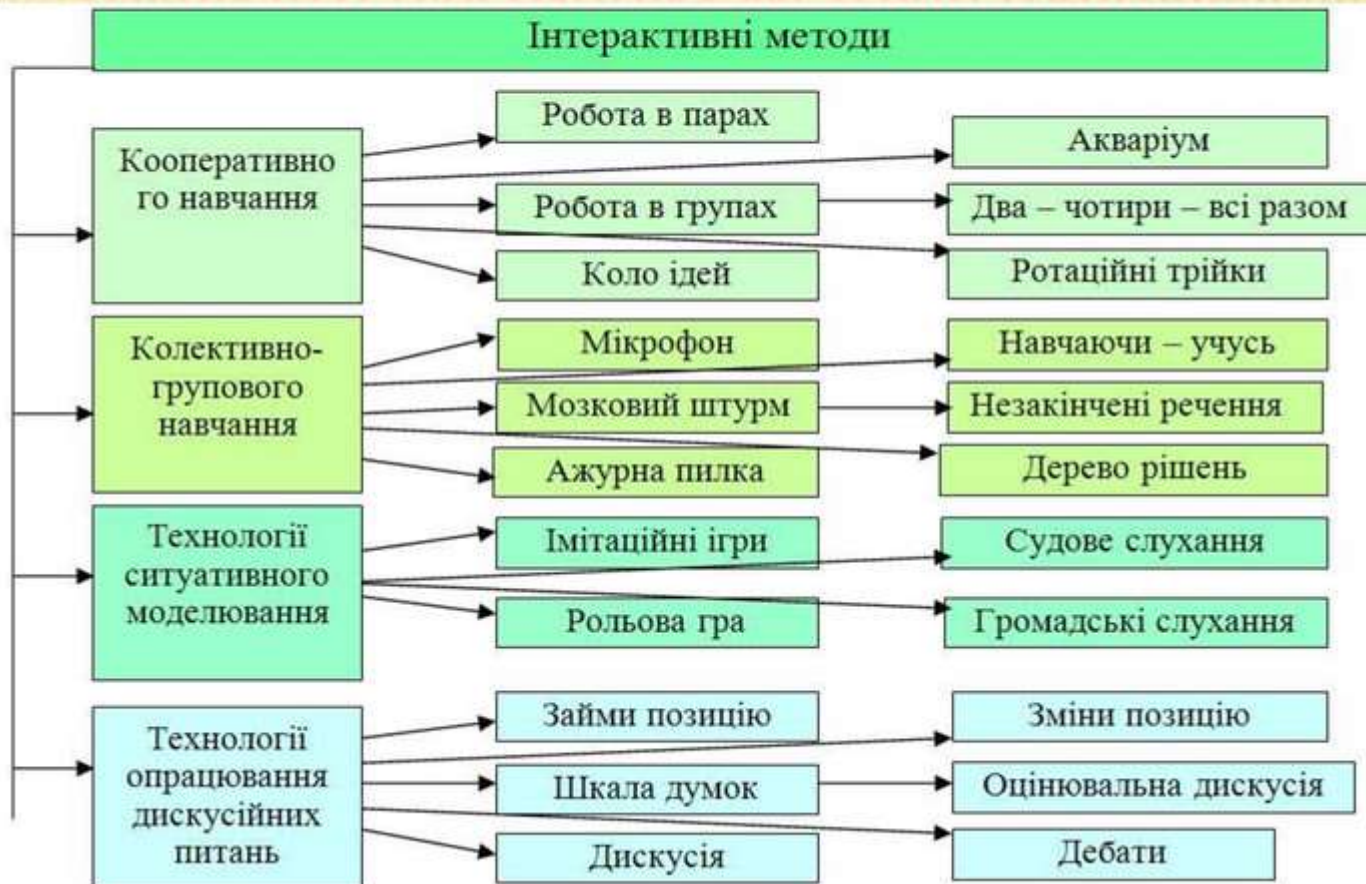 Інтерактивні методи
Кооперативно
го навчання
Робота в парах
Акваріум
Робота в групах
Два – чотири – всі разом
Коло ідей
Ротаційні трійки
Колективно-
групового
навчання
Мікрофон
Навчаючи – учусь
Мозковий штурм
Незакінчені речення
Ажурна пилка
Дерево рішень
Технології
ситуативного
моделювання
Імітаційні ігри
Судове слухання
Рольова гра
Громадські слухання
Технології
опрацювання
дискусійних
питань
Займи позицію
Зміни позицію
Шкала думок
Оцінювальна дискусія
Дискусія
Дебати